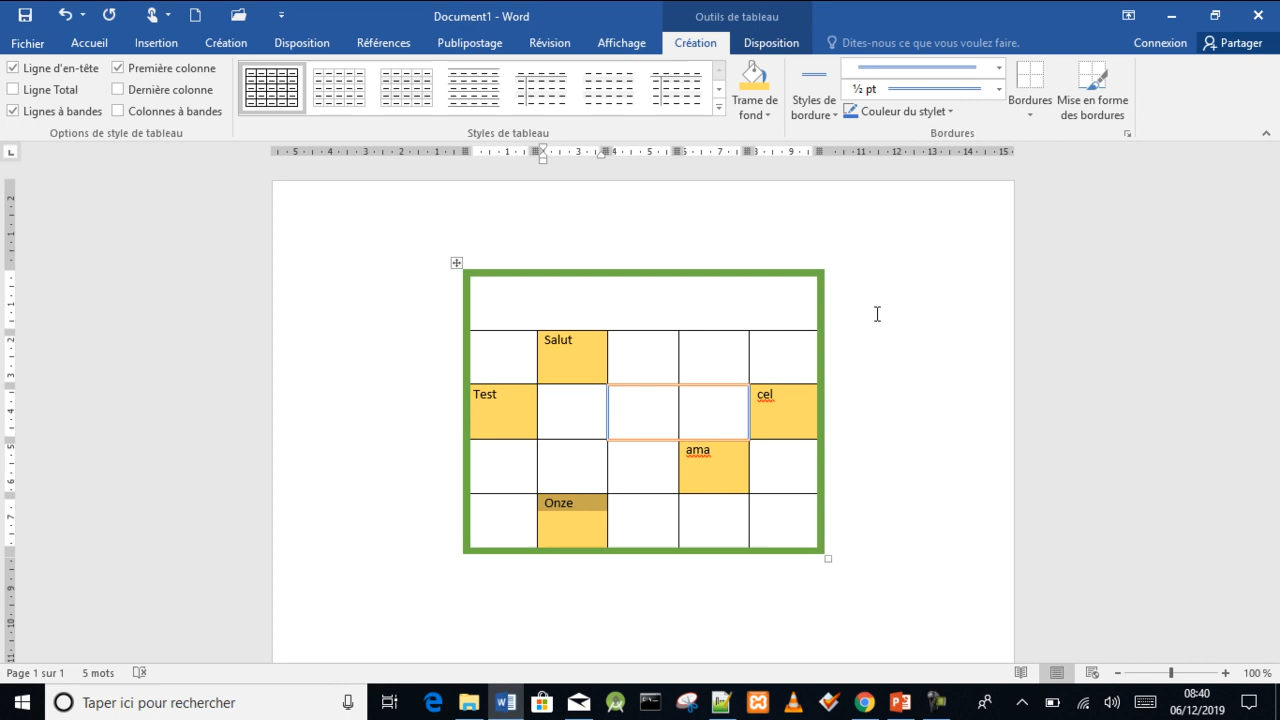 Document1 - Word
Outils de tableau
Fichier
Accueil
Insertion
Création
Disposition
Références
Publipostage
Révision
Affichage
Création
Disposition
Dites-nous ce que vous voulez faire.
Connexion
Partager
Ligne d'en-tête
Première colonne
Ligne Total
Dernière colonne
Lignes à bandes
Colonnes à bandes
Options de style de tableau
Styles de tableau
Trame de fond
Styles de bordure
½ pt
Couleur du stylet
Bordures
Mise en forme des bordures
Bordures
Salut
Test
cel
ama
Onze
Page 1 sur 1
5 mots
100 %
Taper ici pour rechercher
08:40
06/12/2019